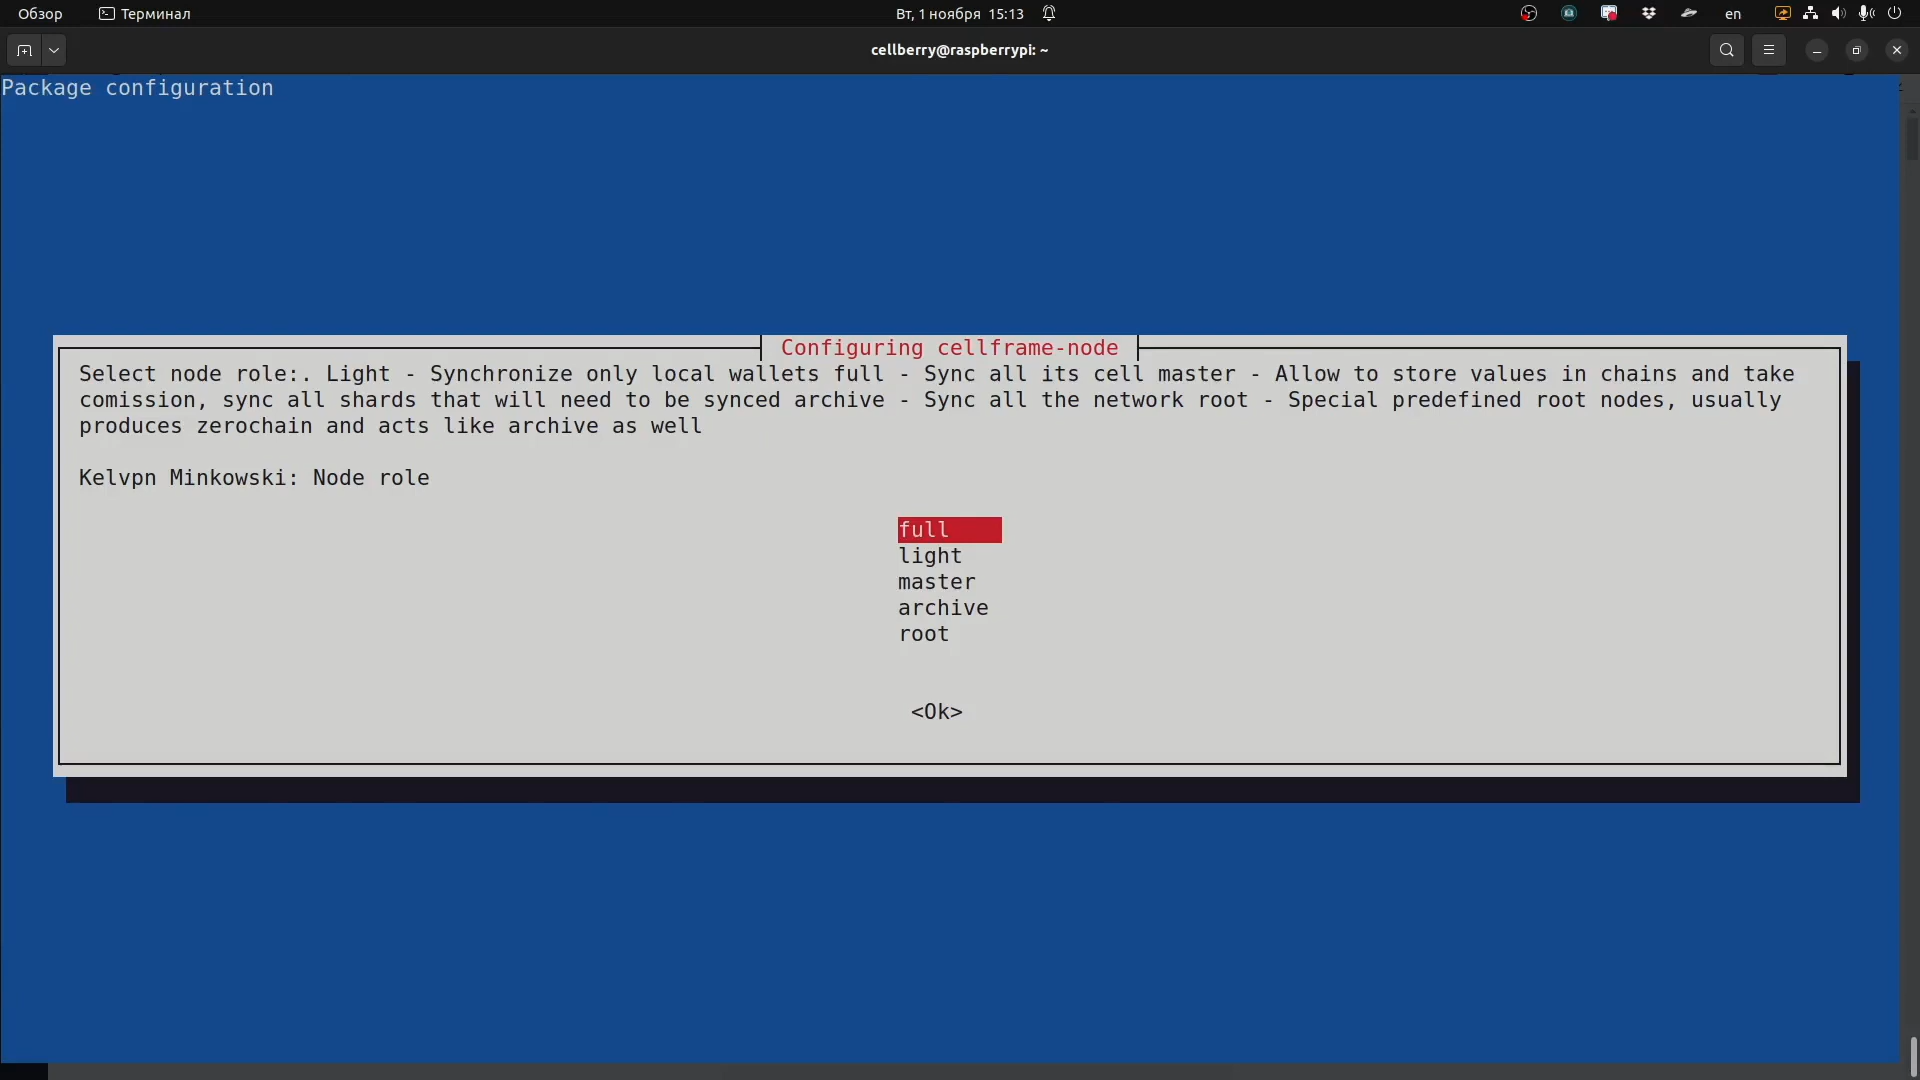 Обзор Терминал Вт, 1 ноября 15:13 en
cellberry@raspberrypi: ~
Package configuration
Configuring cellframe-node
Select node role:. Light - Synchronize only local wallets full - Sync all its cell master - Allow to store values in chains and take
comission, sync all shards that will need to be synced archive - Sync all the network root - Special predefined root nodes, usually
produces zerochain and acts like archive as well
Kelvpn Minkowski: Node role
full
light
master
archive
root
<Ok>